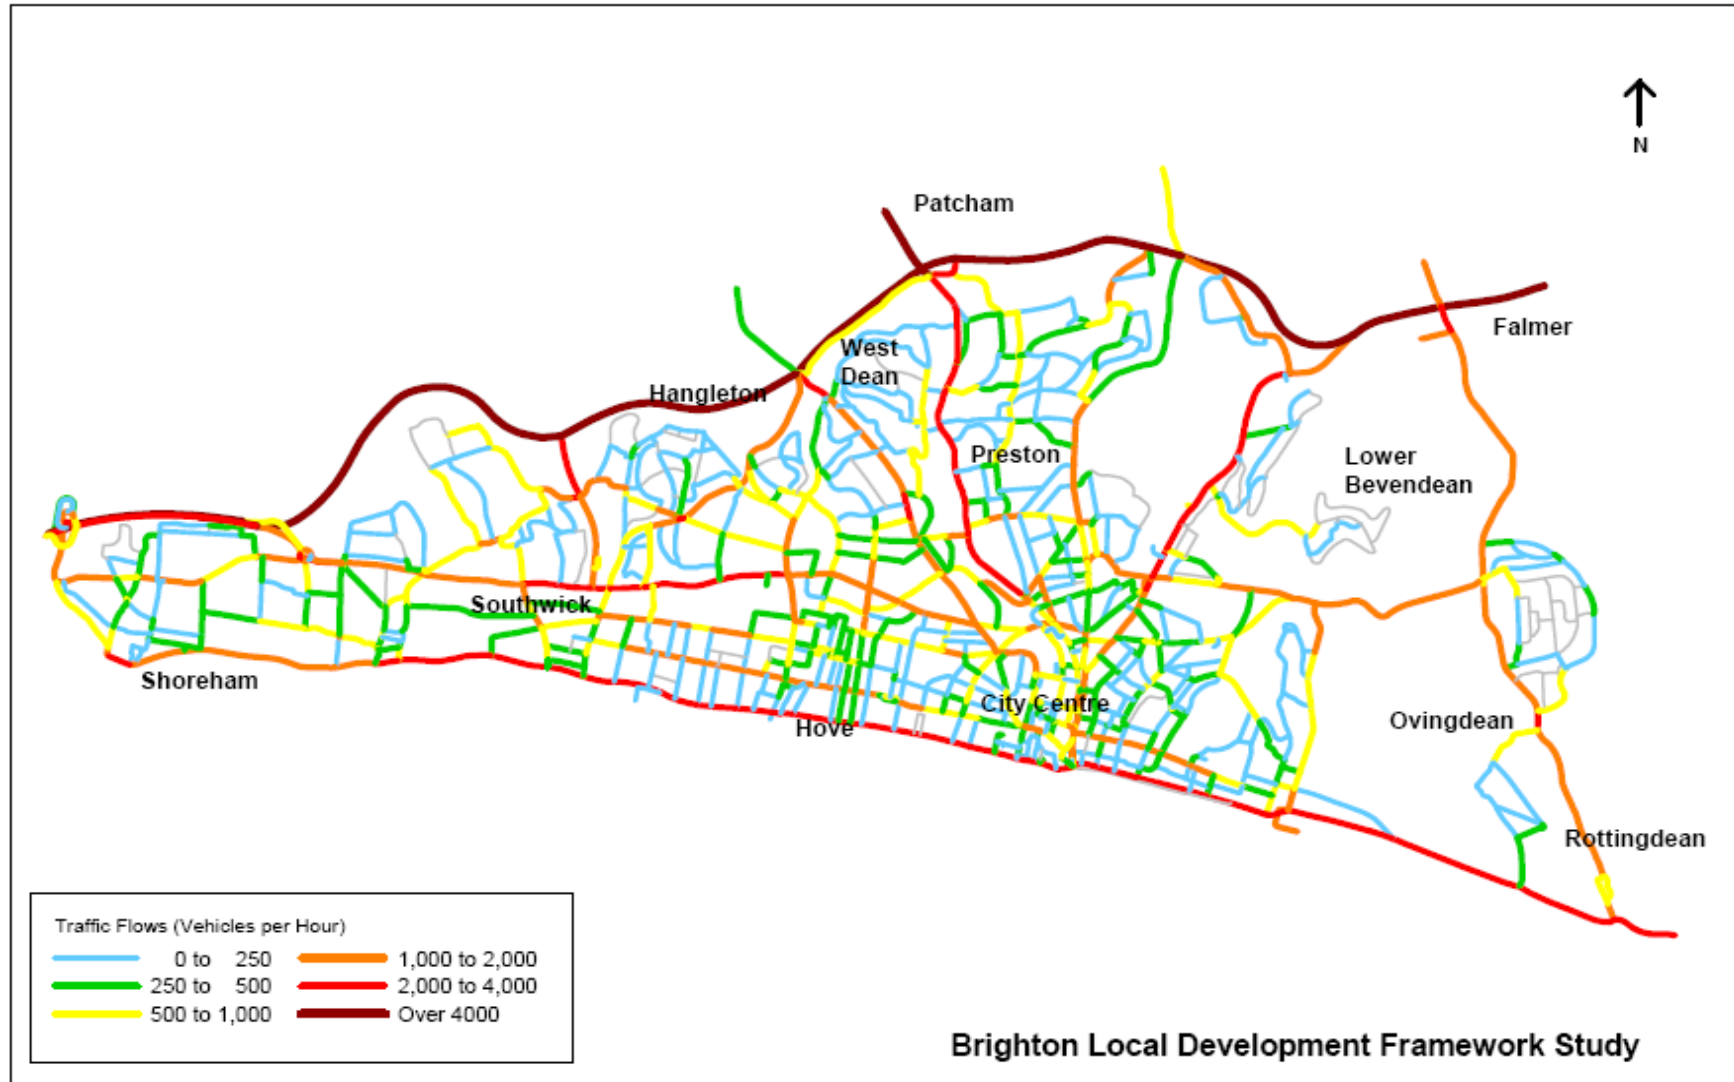 N
Patcham
Falmer
West
Dean
Hangleton
Preston
Lower
Bevendean
Southwick
Shoreham
City Centre
Hove
Ovingdean
Rottingdean
Traffic Flows (Vehicles per Hour)
0 to 250
1,000 to 2,000
250 to 500
2,000 to 4,000
500 to 1,000
Over 4000
Brighton Local Development Framework Study